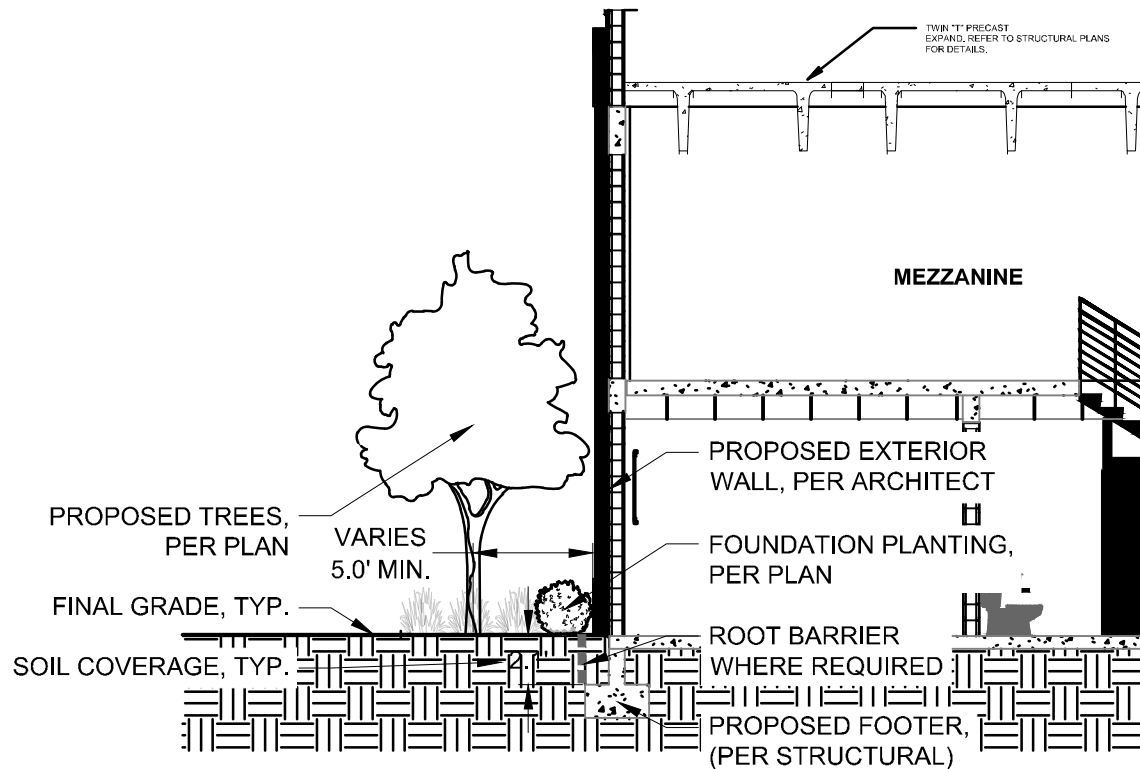 TWIN "T" PRECAST
EXPAND. REFER TO STRUCTURAL PLANS
FOR DETAILS.
MEZZANINE
PROPOSED EXTERIOR
WALL, PER ARCHITECT
PROPOSED TREES,
PER PLAN
VARIES
5.0' MIN.
FOUNDATION PLANTING,
PER PLAN
FINAL GRADE, TYP.
SOIL COVERAGE, TYP.
ROOT BARRIER
WHERE REQUIRED
PROPOSED FOOTER,
(PER STRUCTURAL)